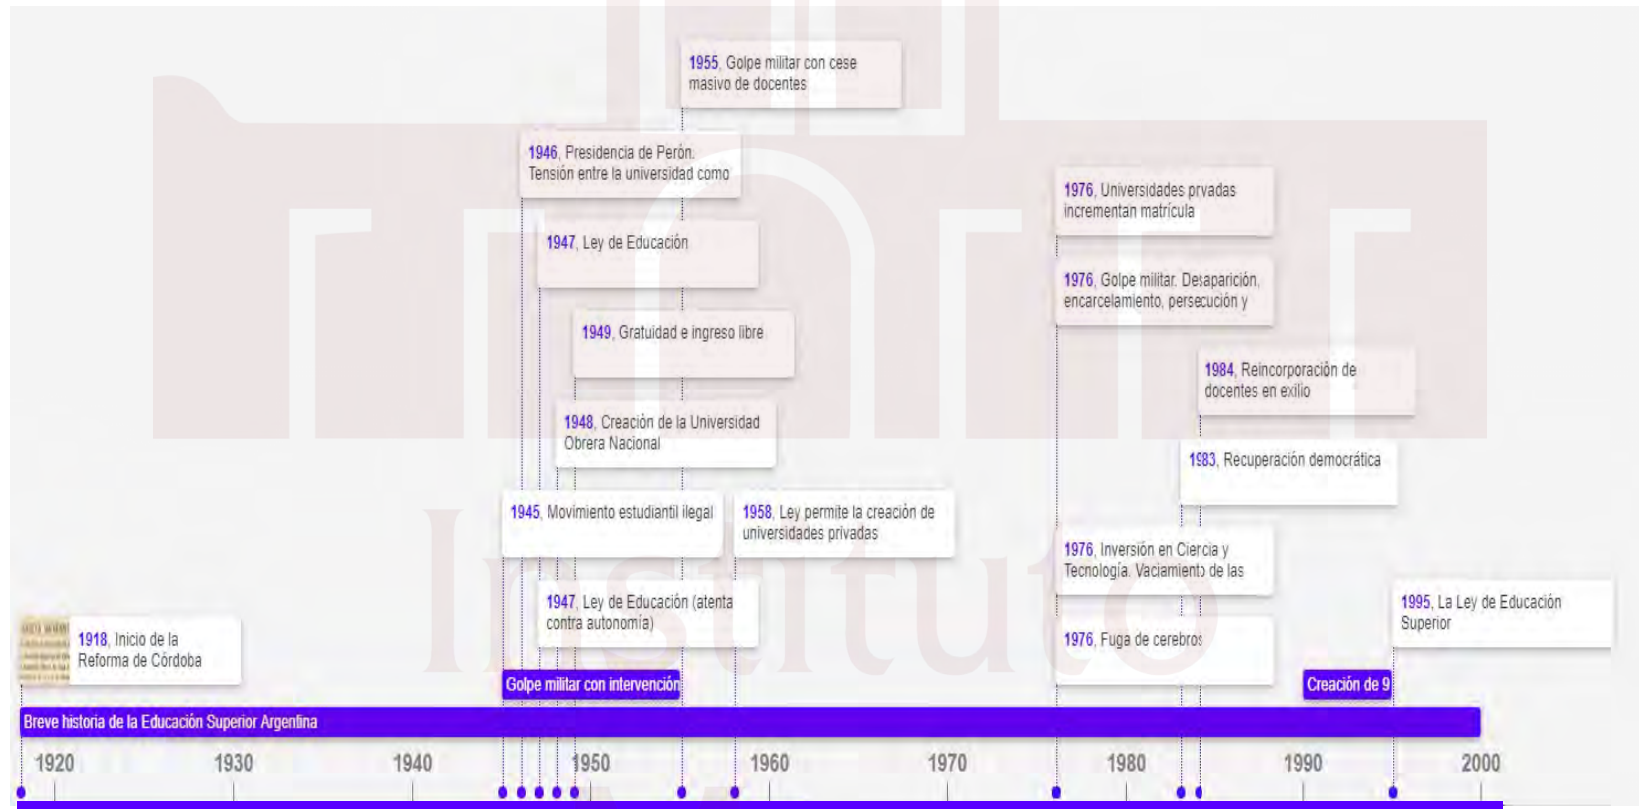 1955, Golpe militar con cese
masivo de docentes
1946, Presidencia de Perón.
Tensión entre la universidad como
1976, Universidades prvadas
incrementan matrícula
1947, Ley de Educación
1976, Golpe militar. Desaparición,
encarcelamiento, persecución y
1949, Gratuidad e ingreso libre
1984, Reincorporación de
docentes en exilio
1948, Creación de la Universidad
Obrera Nacional
1983, Recuperación democrática
1945, Movimiento estudiantil ilegal
1958, Ley permite la creación de
universidades privadas
1976, Inversión en Ciercia y
Tecnología. Vaciamiento de las
1947, Ley de Educación (atenta
contra autonomía)
1995, La Ley de Educación
Superior
1918, Inicio de la
Reforma de Córdoba
1976, Fuga de cerebros
Instituto
Golpe militar con intervención
Creación de 9
Breve historia de la Educación Superior Argentina
1920 1930 1940 1950 1960 1970 1980 1990 2000